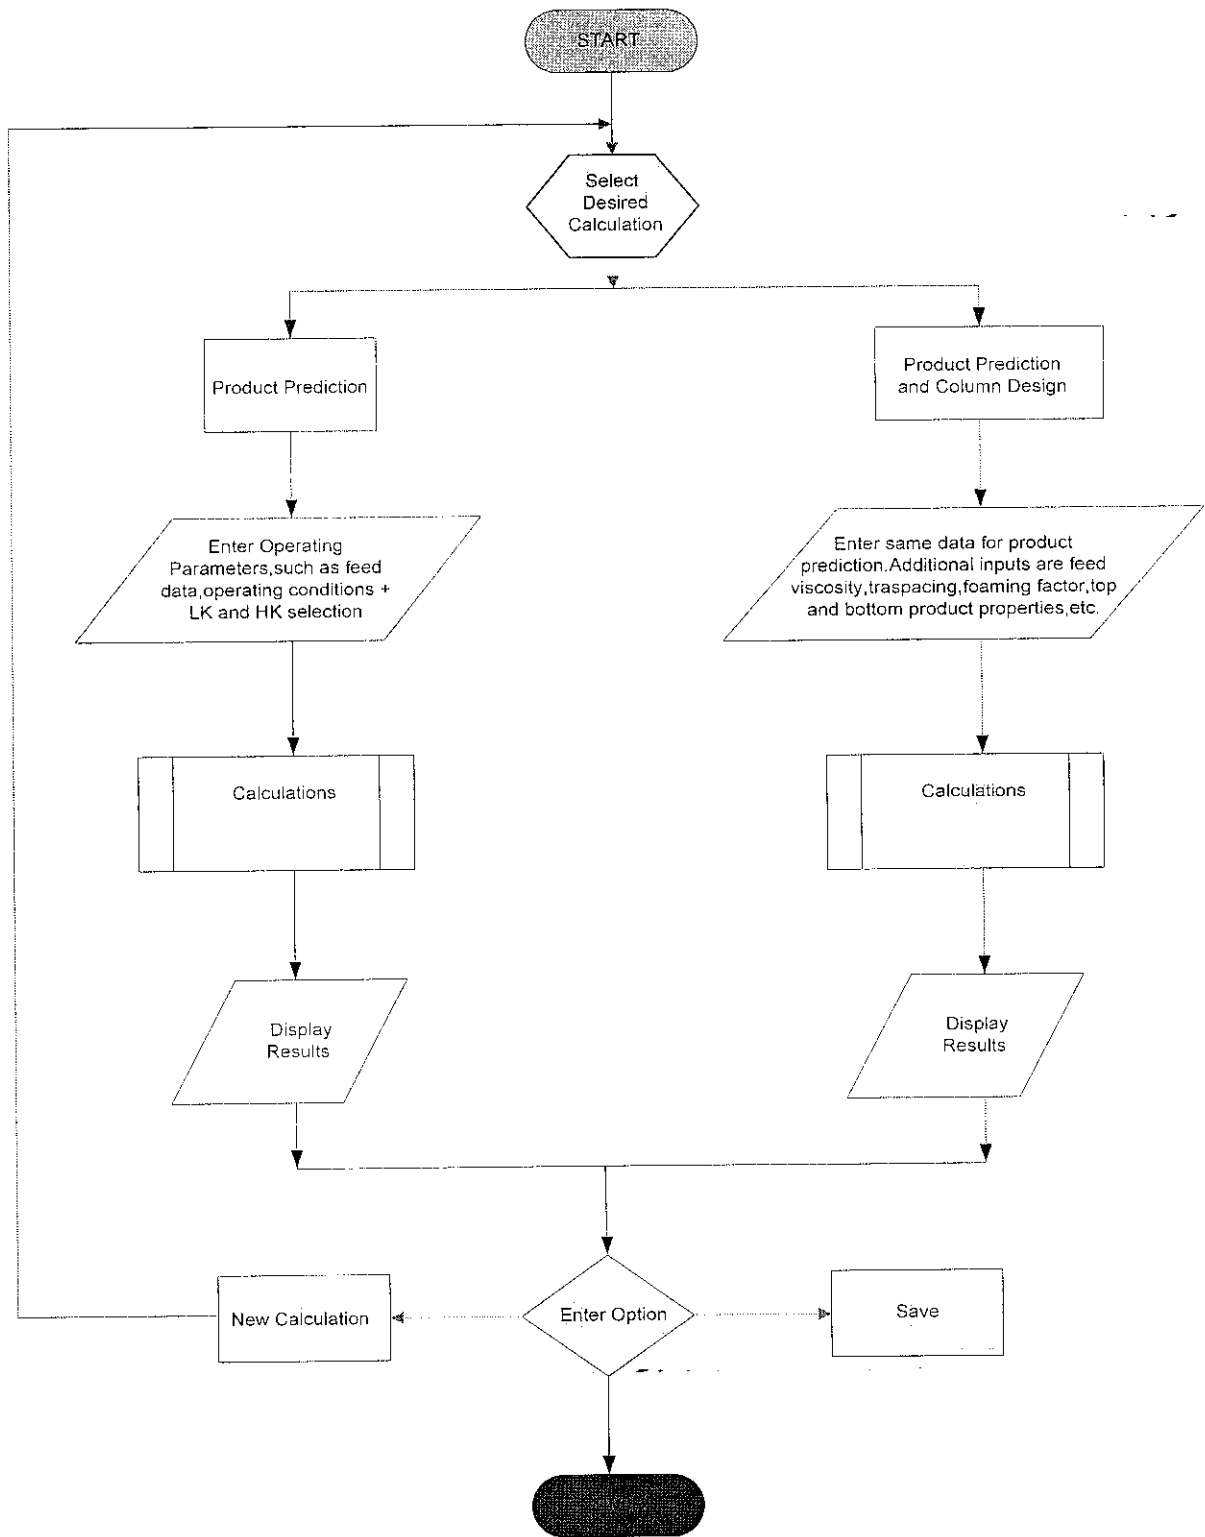 START
Select
Desired
Calculation
Product Prediction
Product Prediction
and Column Design
Enter Operating
Parameters,such as feed
data,operating conditions +
LK and HK selection
Enter same data for product
prediction.Additional inputs are feed
viscosity,traspacing,foaming factor,top
and bottom product properties,etc.
Calculations
Calculations
Display
Results
Display
Results
New Calculation
Enter Option
Save